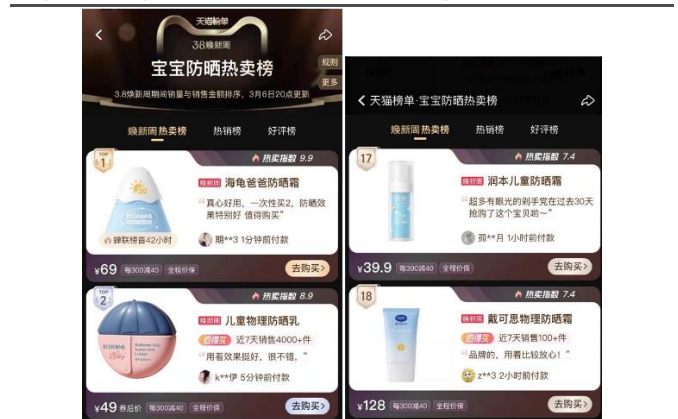 天猫榜单
38焕新周
宝宝防晒热卖榜
规则
更多
3.8焕新周期间销量与销售金额排序，3月6日20点更新
焕新周热卖榜 热销榜 好评榜
TOP
1
热卖指数 9.9
焕新周 海龟爸爸防晒霜
“真心好用，一次性买2，防晒效
果特别好 值得购买”
蝉联榜首42小时
期**3 1分钟前付款
¥69 每300减40 全程价保 去购买>
TOP
2
热卖指数 8.9
焕新周 儿童物理防晒乳
值得买 近7天销售4000+件
“用着效果挺好，很不错。”
k**伊 5分钟前付款
¥49 券后价 每300减40 全程价保 去购买>
天猫榜单·宝宝防晒热卖榜
焕新周热卖榜 热销榜 好评榜
17
热卖指数 7.4
焕新周 润本儿童防晒霜
“超多有眼光的剁手党在过去30天
抢购了这个宝贝哟~”
菰**月 1小时前付款
¥39.9 每300减40 全程价保 去购买>
18
热卖指数 7.4
焕新周 戴可思物理防晒霜
值得买 近7天销售100+件
“品牌的，用着比较放心！”
z**3 2小时前付款
¥128 每300减40 全程价保 去购买>